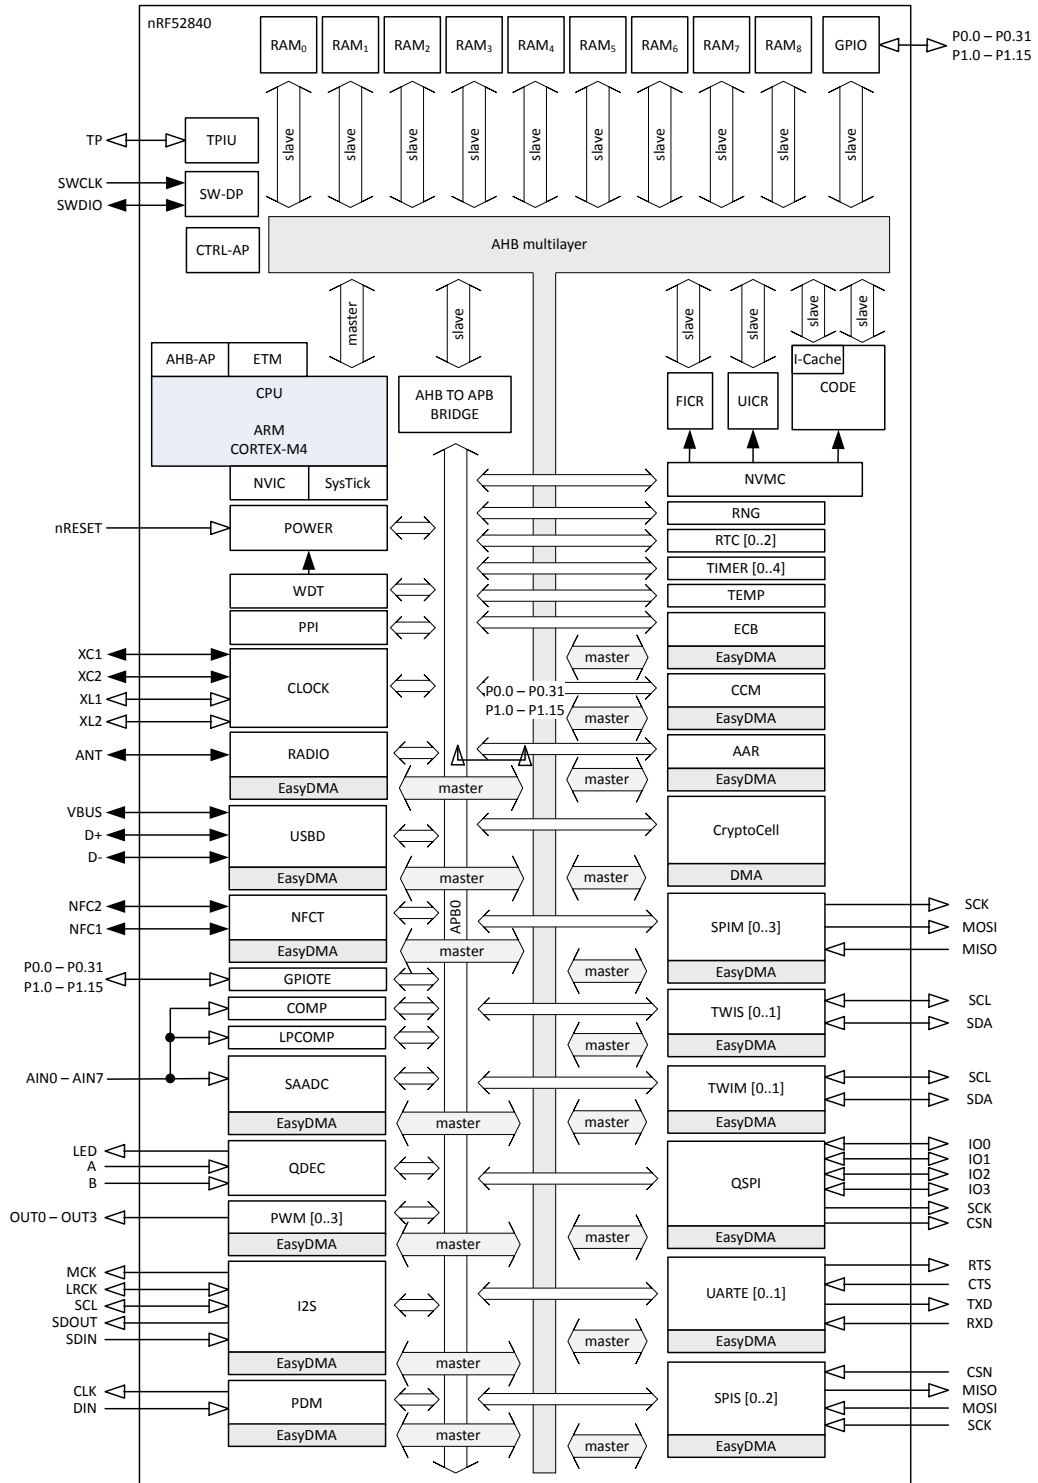 nRF52840
RAM0 RAM1 RAM2 RAM3 RAM4 RAM5 RAM6 RAM7 RAM8 GPIO
P0.0 – P0.31
P1.0 – P1.15
slave slave slave slave slave slave slave slave slave slave
TP
TPIU
SWCLK
SWDIO
SW-DP
CTRL-AP
AHB multilayer
master
slave
slave
slave
slave
slave
AHB-AP
ETM
CPU
ARM
CORTEX-M4
NVIC
SysTick
AHB TO APB
BRIDGE
FICR
UICR
I-Cache
CODE
NVMC
nRESET
POWER
RNG
RTC [0..2]
TIMER [0..4]
WDT
TEMP
PPI
ECB
master
EasyDMA
XC1
XC2
XL1
XL2
CLOCK
P0.0 – P0.31
P1.0 – P1.15
CCM
master
EasyDMA
ANT
RADIO
EasyDMA
master
AAR
master
EasyDMA
VBUS
D+
D-
USBD
EasyDMA
master
CryptoCell
master
DMA
APB0
NFC2
NFC1
NFCT
EasyDMA
master
SPIM [0..3]
master
EasyDMA
SCK
MOSI
MISO
P0.0 – P0.31
P1.0 – P1.15
GPIOTE
COMP
LPCOMP
TWIS [0..1]
master
EasyDMA
SCL
SDA
AIN0 – AIN7
SAADC
EasyDMA
master
TWIM [0..1]
master
EasyDMA
SCL
SDA
LED
A
B
QDEC
QSPI
master
EasyDMA
IO0
IO1
IO2
IO3
SCK
CSN
OUT0 – OUT3
PWM [0..3]
EasyDMA
master
MCK
LRCK
SCL
SDOUT
SDIN
I2S
EasyDMA
master
UARTE [0..1]
master
EasyDMA
RTS
CTS
TXD
RXD
CLK
DIN
PDM
EasyDMA
master
SPIS [0..2]
master
EasyDMA
CSN
MISO
MOSI
SCK